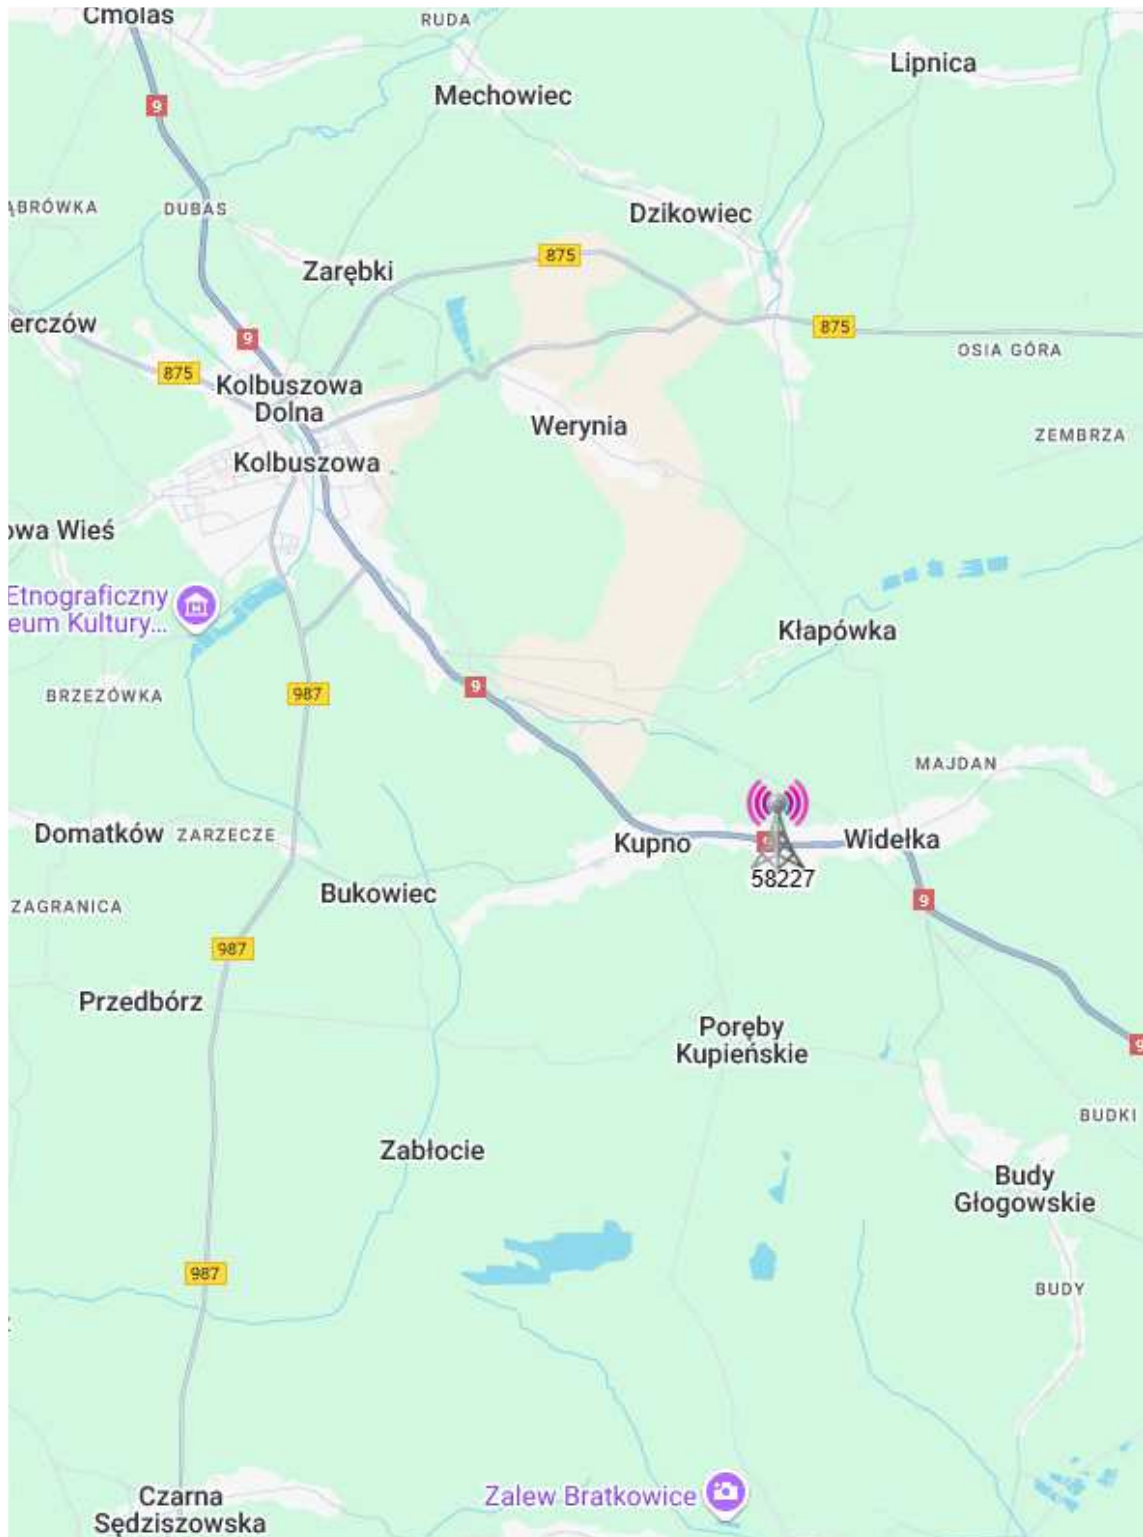 Cmolas
RUDA
Lipnica
Mechowiec
9
ĄBRÓWKA
DUBAS
Dzikowiec
875
Zarębki
erczów
9
875
OSIA GÓRA
875
Kolbuszowa
Dolna
Werynia
ZEMBRZA
Kolbuszowa
owa Wieś
Etnograficzny
eum Kultury...
Kłapówka
BRZEZÓWKA
987
9
MAJDAN
Domatków
ZARZECZE
Kupno
9
Widełka
58227
Bukowiec
ZAGRANICA
9
987
Przedbórz
Poręby
Kupieńskie
9
BUDKI
Zabłocie
Budy
Głogowskie
987
BUDY
Czarna
Sędziszowska
Zalew Bratkowice